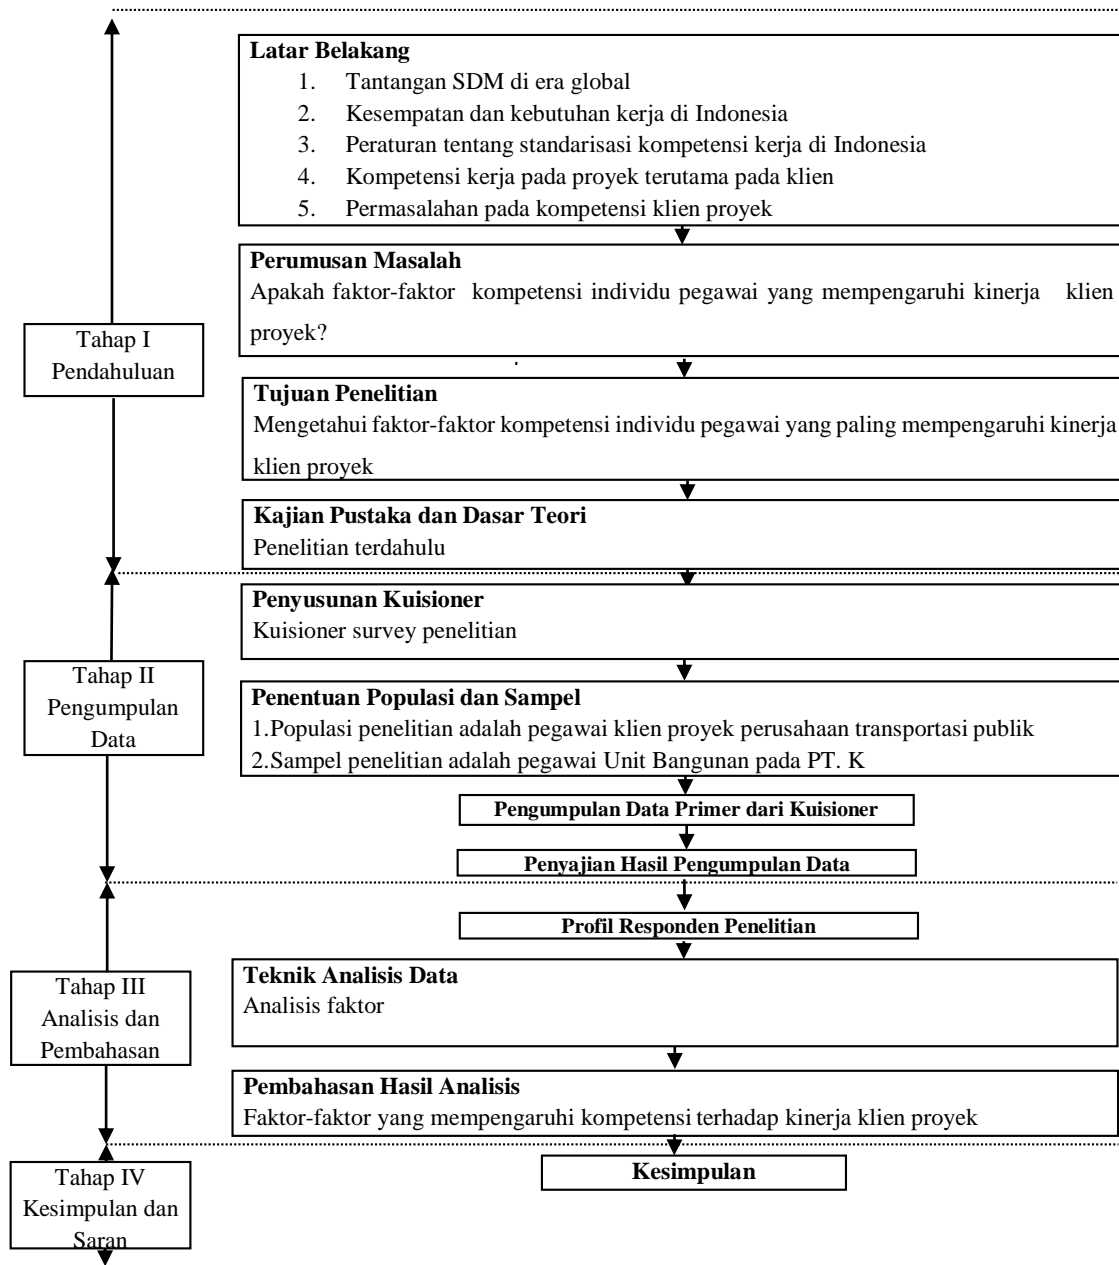 Latar Belakang
1. Tantangan SDM di era global
2. Kesempatan dan kebutuhan kerja di Indonesia
3. Peraturan tentang standarisasi kompetensi kerja di Indonesia
4. Kompetensi kerja pada proyek terutama pada klien
5. Permasalahan pada kompetensi klien proyek
Perumusan Masalah
Apakah faktor-faktor kompetensi individu pegawai yang mempengaruhi kinerja klien
proyek?
Tahap I
Pendahuluan
Tujuan Penelitian
Mengetahui faktor-faktor kompetensi individu pegawai yang paling mempengaruhi kinerja
klien proyek
Kajian Pustaka dan Dasar Teori
Penelitian terdahulu
Penyusunan Kuisioner
Kuisioner survey penelitian
Tahap II
Pengumpulan
Data
Penentuan Populasi dan Sampel
1.Populasi penelitian adalah pegawai klien proyek perusahaan transportasi publik
2.Sampel penelitian adalah pegawai Unit Bangunan pada PT. K
Pengumpulan Data Primer dari Kuisioner
Penyajian Hasil Pengumpulan Data
Profil Responden Penelitian
Tahap III
Analisis dan
Pembahasan
Teknik Analisis Data
Analisis faktor
Pembahasan Hasil Analisis
Faktor-faktor yang mempengaruhi kompetensi terhadap kinerja klien proyek
Tahap IV
Kesimpulan dan
Saran
Kesimpulan